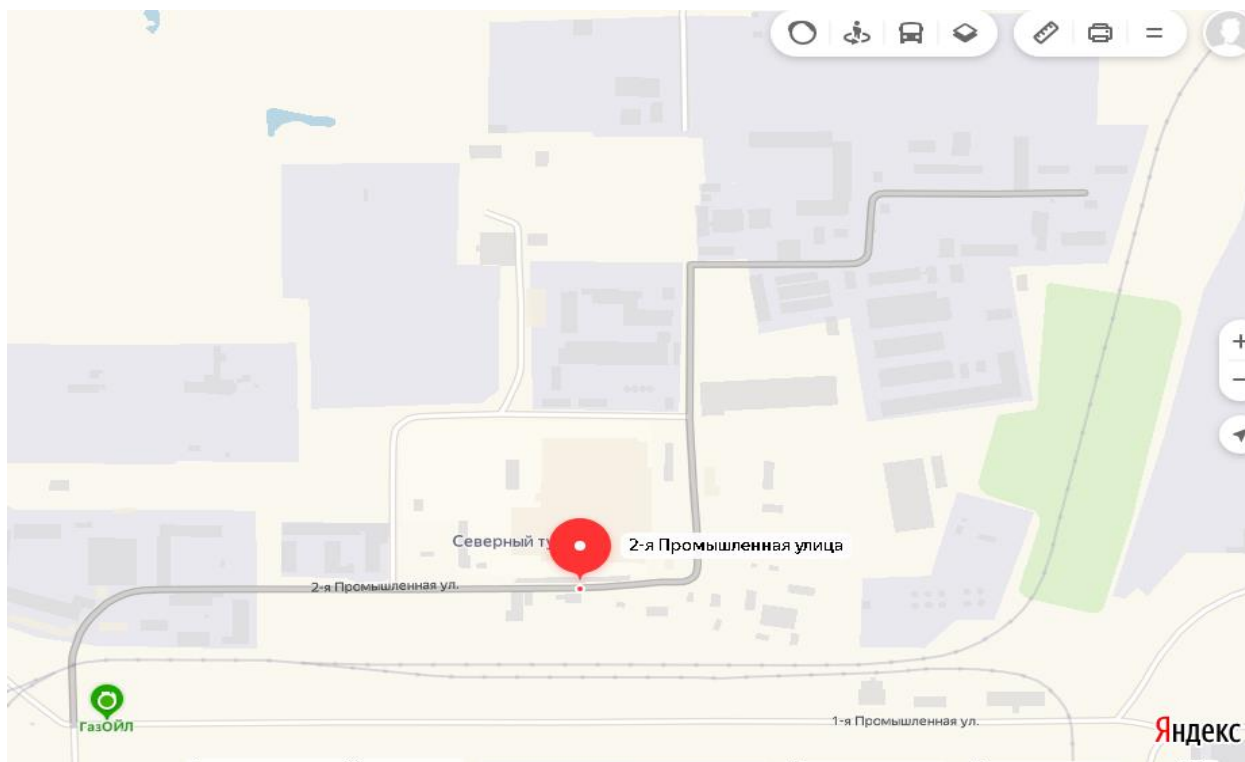 Северный ту
2-я Промышленная улица
2-я Промышленная ул.
ГазОЙЛ
1-я Промышленная ул.
Яндекс